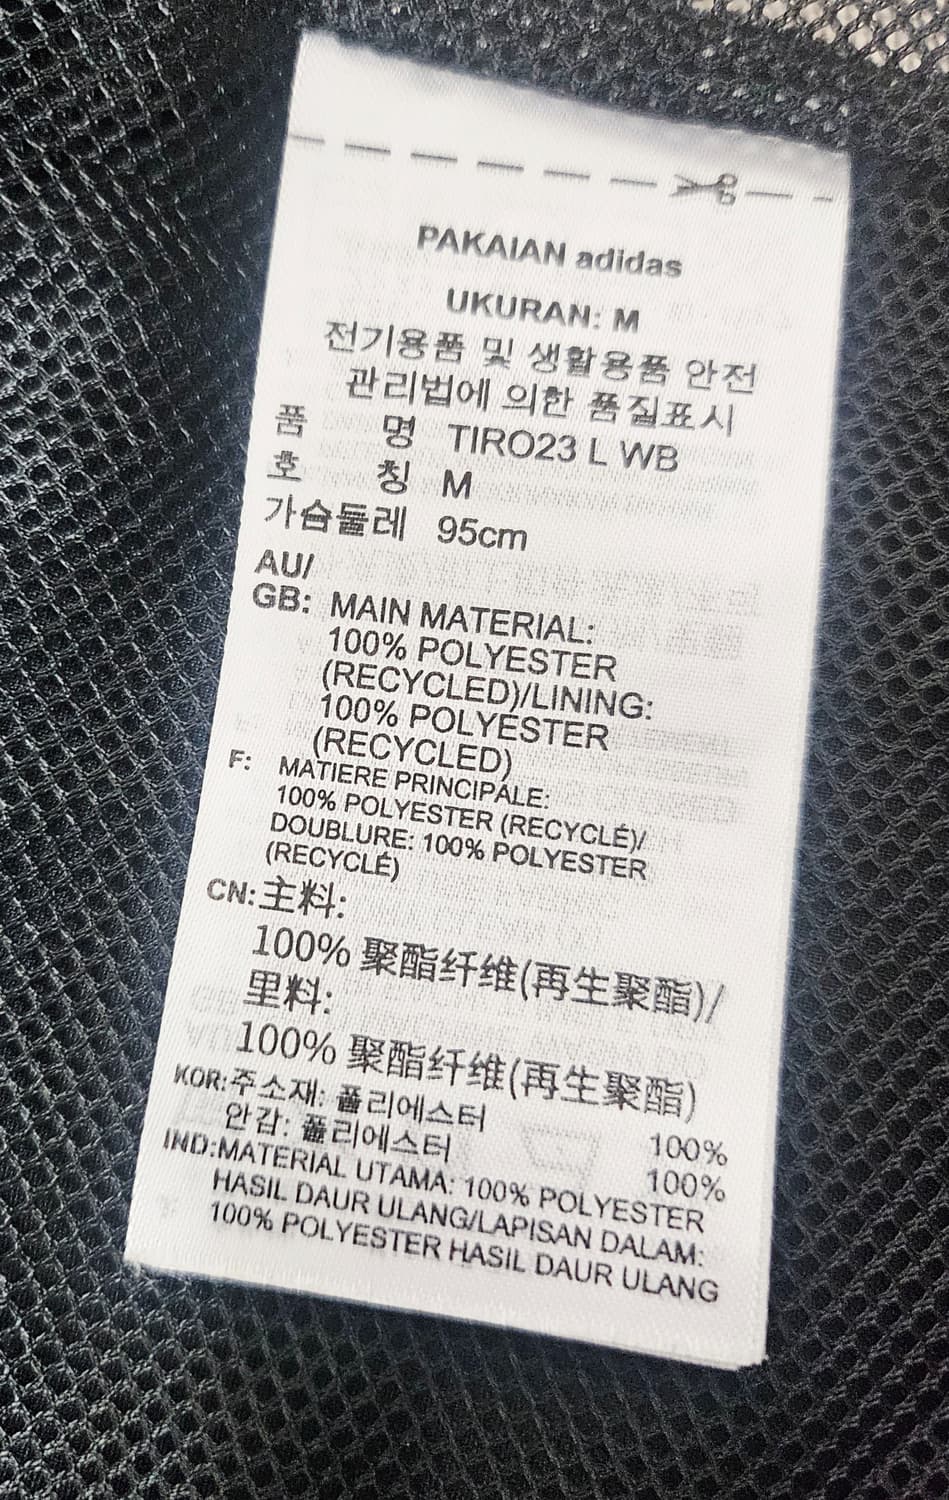 PAKAIAN adidas
UKURAN: M
전기용품 및 생활용품 안전
관리법에 의한 품질표시
품 명 TIRO23 L WB
호 칭 M
가슴둘레 95cm
AU/
GB: MAIN MATERIAL:
100% POLYESTER
(RECYCLED)/LINING:
100% POLYESTER
(RECYCLED)
F: MATIERE PRINCIPALE:
100% POLYESTER (RECYCLÉ)/
DOUBLURE: 100% POLYESTER
(RECYCLÉ)
CN:主料:
100% 聚酯纤维(再生聚酯)/
里料:
100% 聚酯纤维(再生聚酯)
KOR:주소재: 폴리에스터 100%
안감: 폴리에스터 100%
IND:MATERIAL UTAMA: 100% POLYESTER
HASIL DAUR ULANG/LAPISAN DALAM:
100% POLYESTER HASIL DAUR ULANG